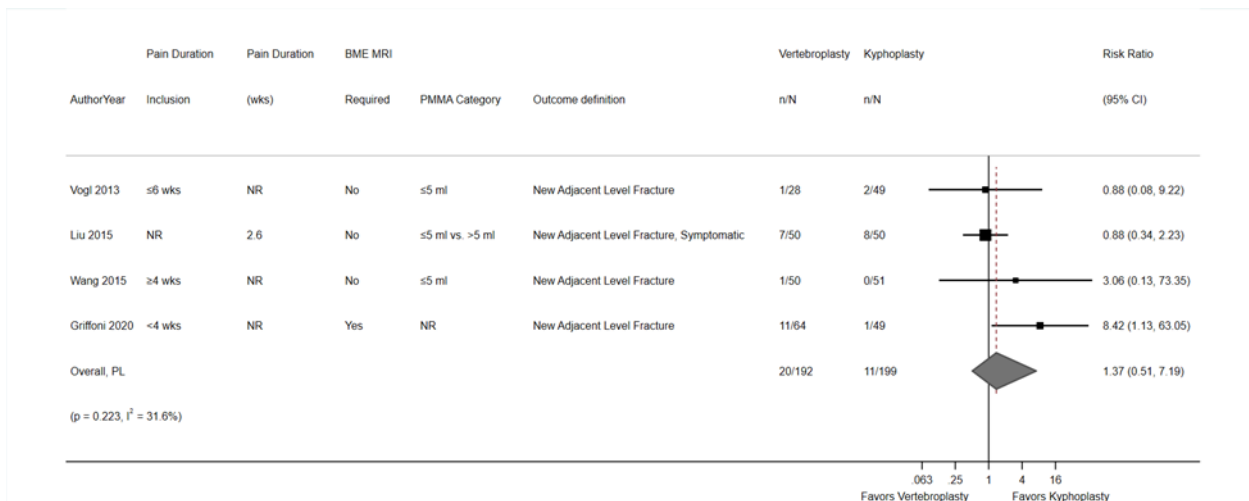 Pain Duration Pain Duration BME MRI Vertebroplasty Kyphoplasty Risk Ratio
AuthorYear Inclusion (wks) Required PMMA Category Outcome definition n/N n/N (95% CI)
Vogl 2013 ≤6 wks NR No ≤5 ml New Adjacent Level Fracture 1/28 2/49 0.88 (0.08, 9.22)
Liu 2015 NR 2.6 No ≤5 ml vs. >5 ml New Adjacent Level Fracture, Symptomatic 7/50 8/50 0.88 (0.34, 2.23)
Wang 2015 ≥4 wks NR No ≤5 ml New Adjacent Level Fracture 1/50 0/51 3.06 (0.13, 73.35)
Griffoni 2020 <4 wks NR Yes NR New Adjacent Level Fracture 11/64 1/49 8.42 (1.13, 63.05)
Overall, PL 20/192 11/199 1.37 (0.51, 7.19)
(p = 0.223, I² = 31.6%)
.063 .25 1 4 16
Favors Vertebroplasty Favors Kyphoplasty